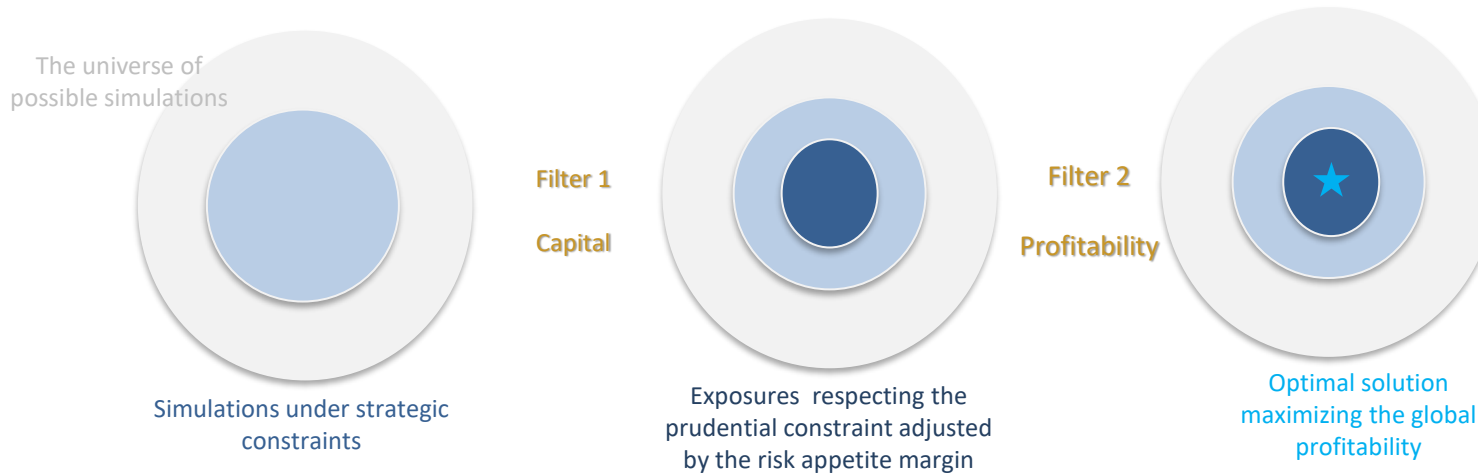 The universe of
possible simulations
Simulations under strategic
constraints
Filter 1
Capital
Exposures respecting the
prudential constraint adjusted
by the risk appetite margin
Filter 2
Profitability
Optimal solution
maximizing the global
profitability